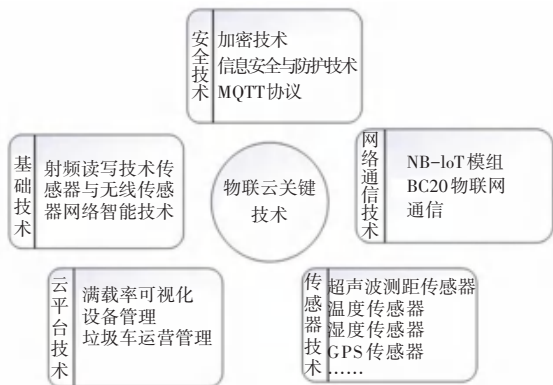 安全技术
加密技术
信息安全与防护技术
MQTT协议
基础技术
射频读写技术传
感器与无线传感
器网络智能技术
物联云关键
技术
网络通信技术
NB-loT模组
BC20物联网
通信
云平台技术
满载率可视化
设备管理
垃圾车运营管理
传感器技术
超声波测距传感器
温度传感器
湿度传感器
GPS传感器
……